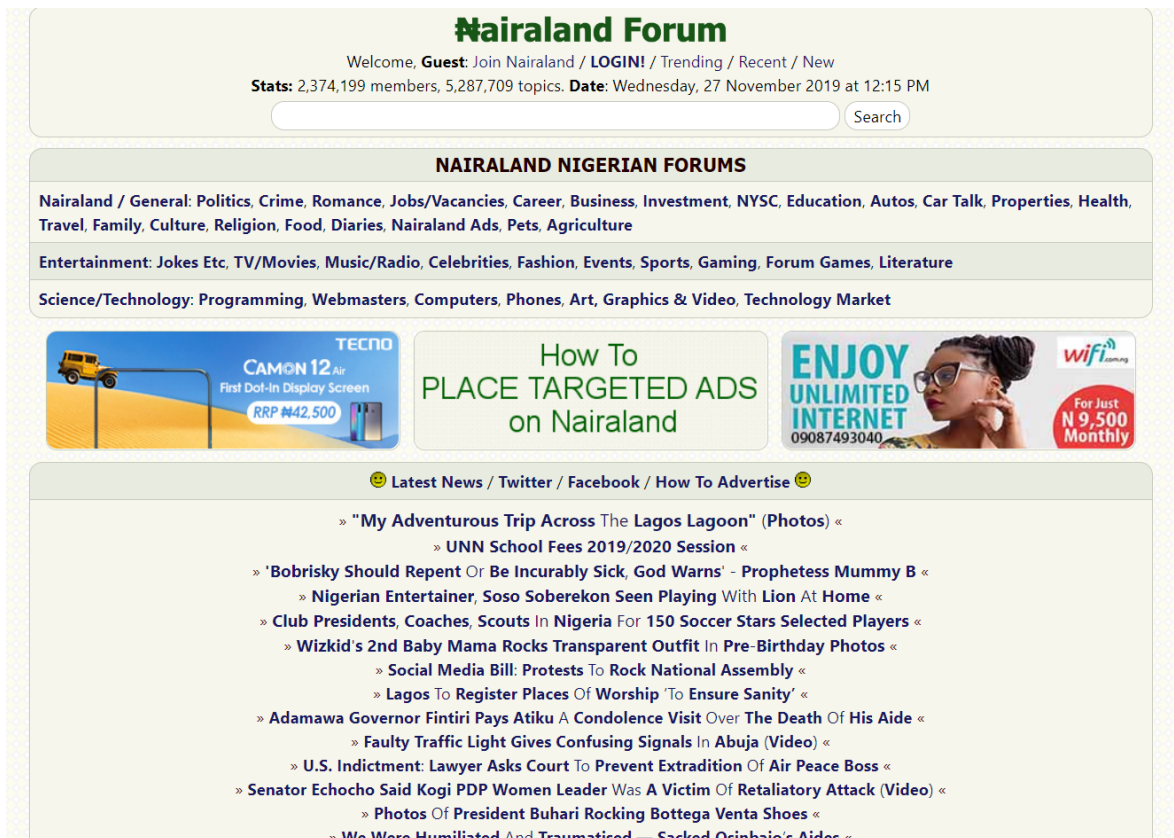 ₦airaland Forum
Welcome, Guest: Join Nairaland / LOGIN! / Trending / Recent / New
Stats: 2,374,199 members, 5,287,709 topics. Date: Wednesday, 27 November 2019 at 12:15 PM
Search
NAIRALAND NIGERIAN FORUMS
Nairaland / General: Politics, Crime, Romance, Jobs/Vacancies, Career, Business, Investment, NYSC, Education, Autos, Car Talk, Properties, Health,
Travel, Family, Culture, Religion, Food, Diaries, Nairaland Ads, Pets, Agriculture
Entertainment: Jokes Etc, TV/Movies, Music/Radio, Celebrities, Fashion, Events, Sports, Gaming, Forum Games, Literature
Science/Technology: Programming, Webmasters, Computers, Phones, Art, Graphics & Video, Technology Market
TECNO
CAMON 12 Air
First Dot-In Display Screen
RRP ₦42,500
How To
PLACE TARGETED ADS
on Nairaland
ENJOY
UNLIMITED
INTERNET
09087493040
wifi.com.ng
For Just
N 9,500
Monthly
Latest News / Twitter / Facebook / How To Advertise
» "My Adventurous Trip Across The Lagos Lagoon" (Photos) «
» UNN School Fees 2019/2020 Session «
» 'Bobrisky Should Repent Or Be Incurably Sick, God Warns' - Prophetess Mummy B «
» Nigerian Entertainer, Soso Soberekon Seen Playing With Lion At Home «
» Club Presidents, Coaches, Scouts In Nigeria For 150 Soccer Stars Selected Players «
» Wizkid's 2nd Baby Mama Rocks Transparent Outfit In Pre-Birthday Photos «
» Social Media Bill: Protests To Rock National Assembly «
» Lagos To Register Places Of Worship ‘To Ensure Sanity’ «
» Adamawa Governor Fintiri Pays Atiku A Condolence Visit Over The Death Of His Aide «
» Faulty Traffic Light Gives Confusing Signals In Abuja (Video) «
» U.S. Indictment: Lawyer Asks Court To Prevent Extradition Of Air Peace Boss «
» Senator Echocho Said Kogi PDP Women Leader Was A Victim Of Retaliatory Attack (Video) «
» Photos Of President Buhari Rocking Bottega Venta Shoes «
» We Were Humiliated And Traumatised — Sacked Osinbajo’s Aides «